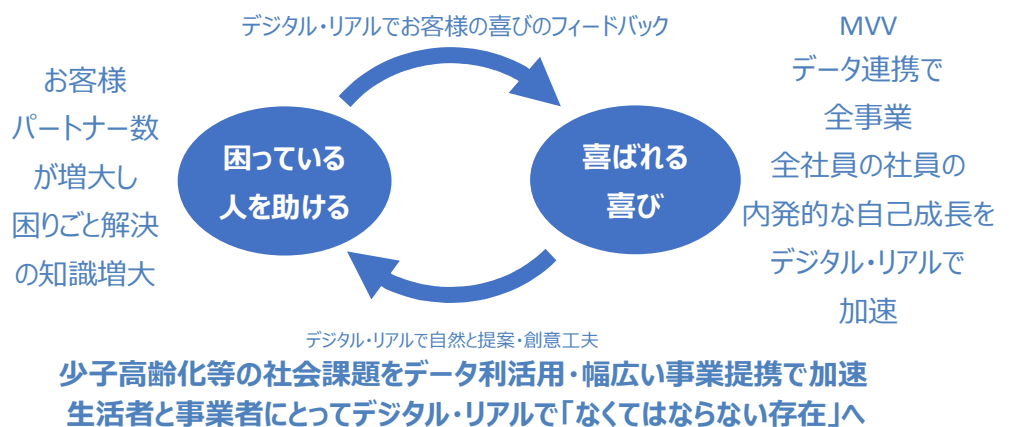 デジタル・リアルでお客様の喜びのフィードバック
お客様
パートナー数
が増大し
困りごと解決
の知識増大
困っている
人を助ける
喜ばれる
喜び
MVV
データ連携で
全事業
全社員の社員の
内発的な自己成長を
デジタル・リアルで
加速
デジタル・リアルで自然と提案・創意工夫
少子高齢化等の社会課題をデータ利活用・幅広い事業提携で加速
生活者と事業者にとってデジタル・リアルで「なくてはならない存在」へ